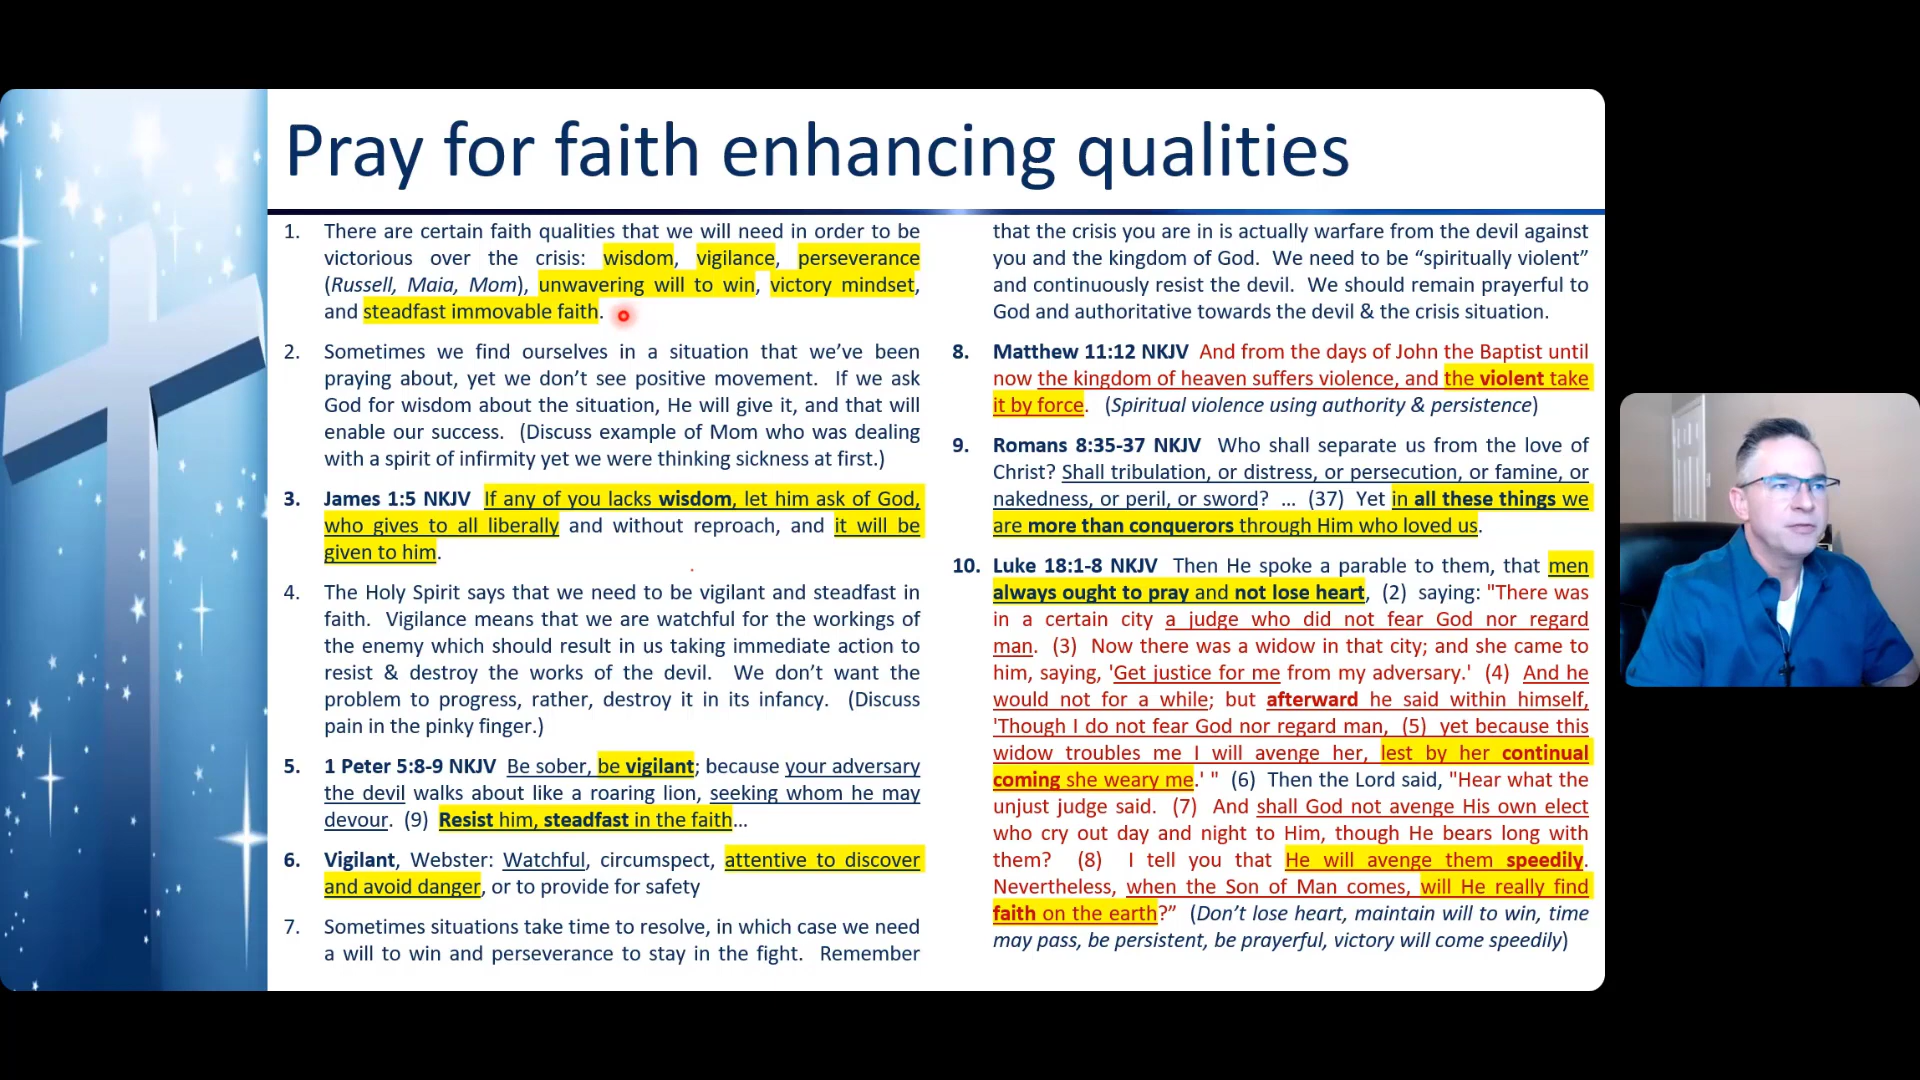 Pray for faith enhancing qualities
1. There are certain faith qualities that we will need in order to be
victorious over the crisis: wisdom, vigilance, perseverance
(Russell, Maia, Mom), unwavering will to win, victory mindset,
and steadfast immovable faith.
2. Sometimes we find ourselves in a situation that we’ve been
praying about, yet we don’t see positive movement. If we ask
God for wisdom about the situation, He will give it, and that will
enable our success. (Discuss example of Mom who was dealing
with a spirit of infirmity yet we were thinking sickness at first.)
3. James 1:5 NKJV If any of you lacks wisdom, let him ask of God,
who gives to all liberally and without reproach, and it will be
given to him.
4. The Holy Spirit says that we need to be vigilant and steadfast in
faith. Vigilance means that we are watchful for the workings of
the enemy which should result in us taking immediate action to
resist & destroy the works of the devil. We don’t want the
problem to progress, rather, destroy it in its infancy. (Discuss
pain in the pinky finger.)
5. 1 Peter 5:8-9 NKJV Be sober, be vigilant; because your adversary
the devil walks about like a roaring lion, seeking whom he may
devour. (9) Resist him, steadfast in the faith…
6. Vigilant, Webster: Watchful, circumspect, attentive to discover
and avoid danger, or to provide for safety
7. Sometimes situations take time to resolve, in which case we need
a will to win and perseverance to stay in the fight. Remember
that the crisis you are in is actually warfare from the devil against
you and the kingdom of God. We need to be “spiritually violent”
and continuously resist the devil. We should remain prayerful to
God and authoritative towards the devil & the crisis situation.
8. Matthew 11:12 NKJV And from the days of John the Baptist until
now the kingdom of heaven suffers violence, and the violent take
it by force. (Spiritual violence using authority & persistence)
9. Romans 8:35-37 NKJV Who shall separate us from the love of
Christ? Shall tribulation, or distress, or persecution, or famine, or
nakedness, or peril, or sword? … (37) Yet in all these things we
are more than conquerors through Him who loved us.
10. Luke 18:1-8 NKJV Then He spoke a parable to them, that men
always ought to pray and not lose heart, (2) saying: "There was
in a certain city a judge who did not fear God nor regard
man. (3) Now there was a widow in that city; and she came to
him, saying, 'Get justice for me from my adversary.' (4) And he
would not for a while; but afterward he said within himself,
'Though I do not fear God nor regard man, (5) yet because this
widow troubles me I will avenge her, lest by her continual
coming she weary me.' " (6) Then the Lord said, "Hear what the
unjust judge said. (7) And shall God not avenge His own elect
who cry out day and night to Him, though He bears long with
them? (8) I tell you that He will avenge them speedily.
Nevertheless, when the Son of Man comes, will He really find
faith on the earth?” (Don’t lose heart, maintain will to win, time
may pass, be persistent, be prayerful, victory will come speedily)